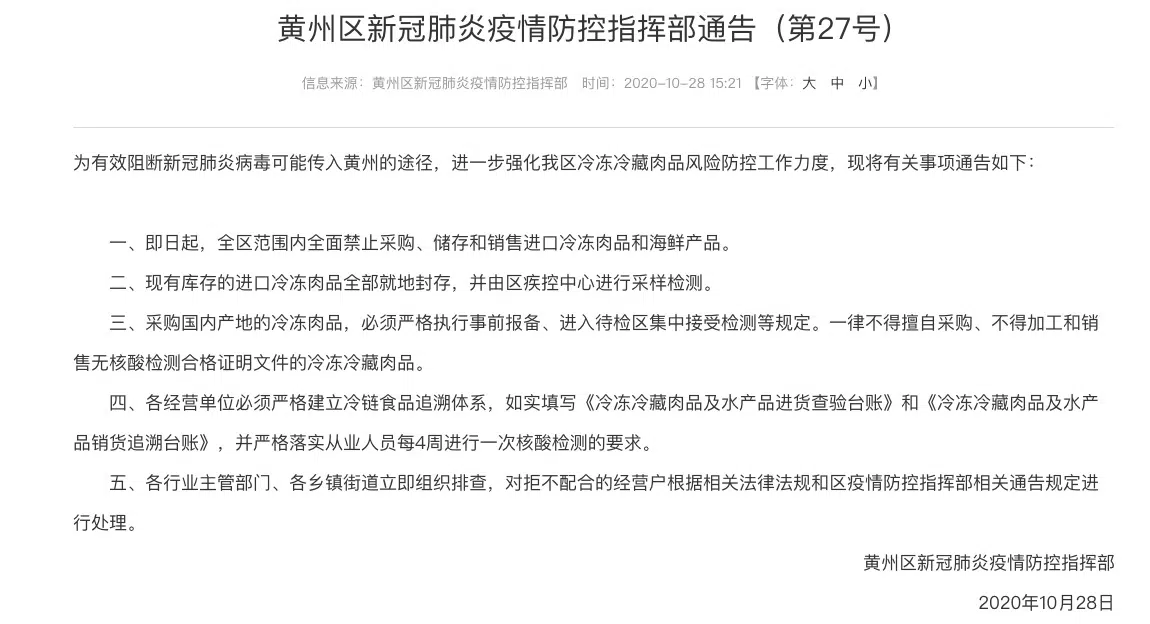 黄州区新冠肺炎疫情防控指挥部通告（第27号）
信息来源：黄州区新冠肺炎疫情防控指挥部 时间：2020-10-28 15:21 【字体：大 中 小】
为有效阻断新冠肺炎病毒可能传入黄州的途径，进一步强化我区冷冻冷藏肉品风险防控工作力度，现将有关事项通告如下：
一、即日起，全区范围内全面禁止采购、储存和销售进口冷冻肉品和海鲜产品。
二、现有库存的进口冷冻肉品全部就地封存，并由区疾控中心进行采样检测。
三、采购国内产地的冷冻肉品，必须严格执行事前报备、进入待检区集中接受检测等规定。一律不得擅自采购、不得加工和销
售无核酸检测合格证明文件的冷冻冷藏肉品。
四、各经营单位必须严格建立冷链食品追溯体系，如实填写《冷冻冷藏肉品及水产品进货查验台账》和《冷冻冷藏肉品及水产
品销货追溯台账》，并严格落实从业人员每4周进行一次核酸检测的要求。
五、各行业主管部门、各乡镇街道立即组织排查，对拒不配合的经营户根据相关法律法规和区疫情防控指挥部相关通告规定进
行处理。
黄州区新冠肺炎疫情防控指挥部
2020年10月28日